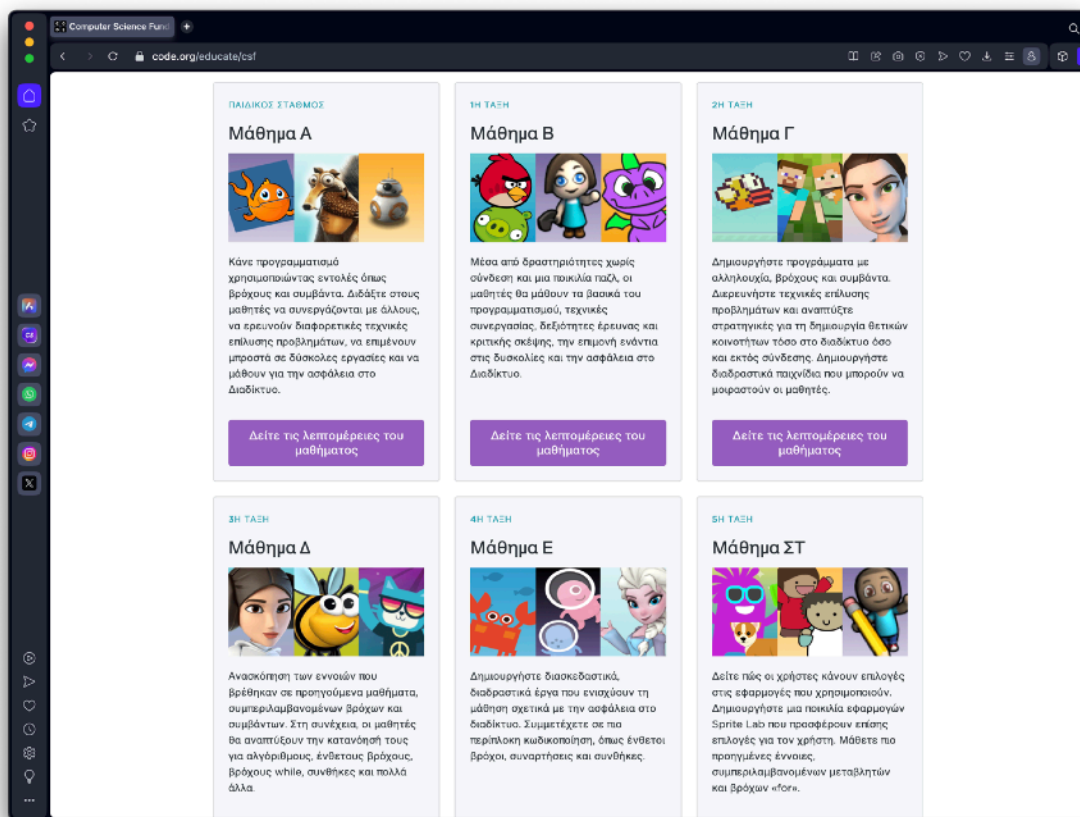 Computer Science Fund
code.org/educate/csf
ΠΑΙΔΙΚΟΣ ΣΤΑΘΜΟΣ
Μάθημα Α
Κάνε προγραμματισμό
χρησιμοποιώντας εντολές όπως
βρόχους και συμβάντα. Διδάξτε στους
μαθητές να συνεργάζονται με άλλους,
να ερευνούν διαφορετικές τεχνικές
επίλυσης προβλημάτων, να επιμένουν
μπροστά σε δύσκολες εργασίες και να
μάθουν για την ασφάλεια στο
Διαδίκτυο.
Δείτε τις λεπτομέρειες του
μαθήματος
1Η ΤΑΞΗ
Μάθημα Β
Μέσα από δραστηριότητες χωρίς
σύνδεση και μια ποικιλία παζλ, οι
μαθητές θα μάθουν τα βασικά του
προγραμματισμού, τεχνικές
συνεργασίας, δεξιότητες έρευνας και
κριτικής σκέψης, την επιμονή ενάντια
στις δυσκολίες και την ασφάλεια στο
Διαδίκτυο.
Δείτε τις λεπτομέρειες του
μαθήματος
2Η ΤΑΞΗ
Μάθημα Γ
Δημιουργήστε προγράμματα με
αλληλουχία, βρόχους και συμβάντα.
Διερευνήστε τεχνικές επίλυσης
προβλημάτων και αναπτύξτε
στρατηγικές για τη δημιουργία θετικών
κοινοτήτων τόσο στο διαδίκτυο όσο
και εκτός σύνδεσης. Δημιουργήστε
διαδραστικά παιχνίδια που μπορούν να
μοιραστούν οι μαθητές.
Δείτε τις λεπτομέρειες του
μαθήματος
3Η ΤΑΞΗ
Μάθημα Δ
Ανασκόπηση των εννοιών που
βρέθηκαν σε προηγούμενα μαθήματα,
συμπεριλαμβανομένων βρόχων και
συμβάντων. Στη συνέχεια, οι μαθητές
θα αναπτύξουν την κατανόησή τους
για αλγόριθμους, ένθετους βρόχους,
βρόχους while, συνθήκες και πολλά
άλλα.
4Η ΤΑΞΗ
Μάθημα Ε
Δημιουργήστε διασκεδαστικά,
διαδραστικά έργα που ενισχύουν τη
μάθηση σχετικά με την ασφάλεια στο
διαδίκτυο. Συμμετέχετε σε πιο
περίπλοκη κωδικοποίηση, όπως ένθετοι
βρόχοι, συναρτήσεις και συνθήκες.
5Η ΤΑΞΗ
Μάθημα ΣΤ
Δείτε πώς οι χρήστες κάνουν επιλογές
στις εφαρμογές που χρησιμοποιούν.
Δημιουργήστε μια ποικιλία εφαρμογών
Sprite Lab που προσφέρουν επίσης
επιλογές για τον χρήστη. Μάθετε πιο
προηγμένες έννοιες,
συμπεριλαμβανομένων μεταβλητών
και βρόχων «for».